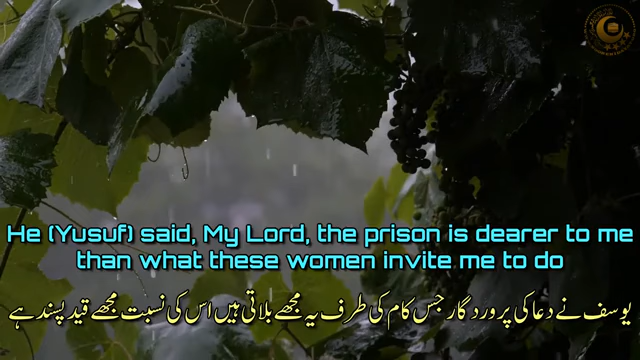 He (Yusuf) said, My Lord, the prison is dearer to me
than what these women invite me to do
یوسف نے دعا کی پروردگار جس کام کی طرف یہ مجھے بلاتی ہیں اس کی نسبت مجھے قید پسند ہے